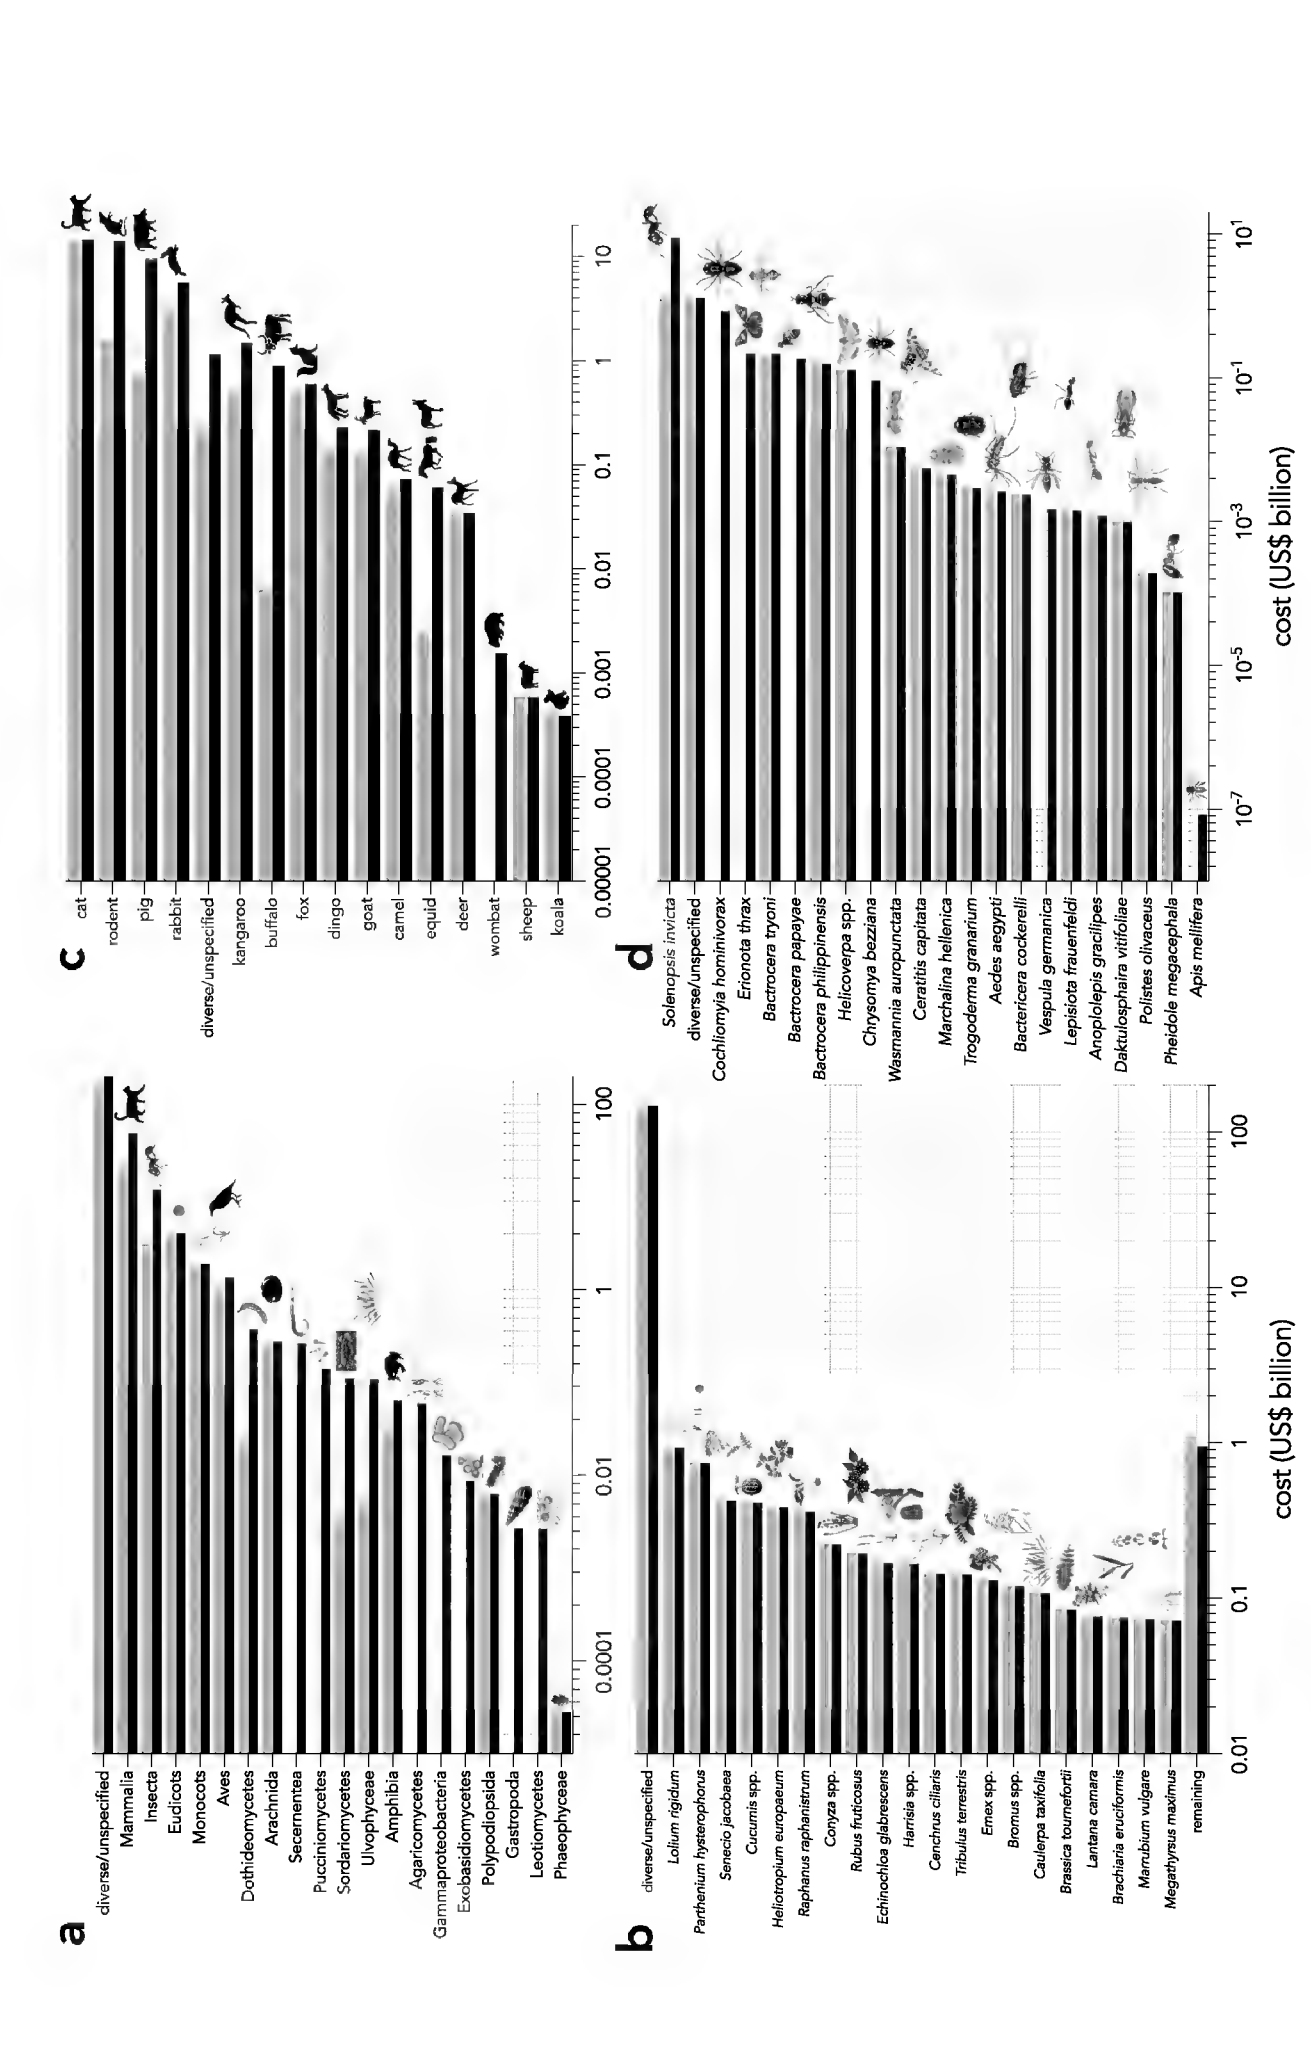 a
diverse/unspecified
Mammalia
Insecta
Eudicots
Monocots
Aves
Dothideomycetes
Arachnida
Secernentea
Pucciniomycetes
Sordariomycetes
Ulvophyceae
Amphibia
Agaricomycetes
Gammaproteobacteria
Exobasidiomycetes
Polypodiopsida
Gastropoda
Leotiomycetes
Phaeophyceae
0.0001
0.01
1
100
b
diverse/unspecified
Lolium rigidum
Parthenium hysterophorus
Senecio jacobaea
Cucumis spp.
Heliotropium europaeum
Raphanus raphanistrum
Conyza spp.
Rubus fruticosus
Echinochloa glabrescens
Harrisia spp.
Cenchrus ciliaris
Tribulus terrestris
Emex spp.
Bromus spp.
Caulerpa taxifolia
Brassica tournefortii
Lantana camara
Brachiaria eruciformis
Marrubium vulgare
Megathyrsus maximus
remaining
0.01
0.1
1
10
100
cost (US$ billion)
c
cat
rodent
pig
rabbit
diverse/unspecified
kangaroo
buffalo
fox
dingo
goat
camel
equid
deer
wombat
sheep
koala
0.00001
0.0001
0.001
0.01
0.1
1
10
d
Solenopsis invicta
diverse/unspecified
Cochliomyia hominivorax
Erionota thrax
Bactrocera tryoni
Bactrocera papayae
Bactrocera philippinensis
Helicoverpa spp.
Chrysomya bezziana
Wasmannia auropunctata
Ceratitis capitata
Marchalina hellenica
Trogoderma granarium
Aedes aegypti
Bactericera cockerelli
Vespula germanica
Lepisiota frauenfeldi
Anoplolepis gracilipes
Daktulosphaira vitifoliae
Polistes olivaceus
Pheidole megacephala
Apis mellifera
10⁻⁷
10⁻⁵
10⁻³
10⁻¹
10¹
cost (US$ billion)